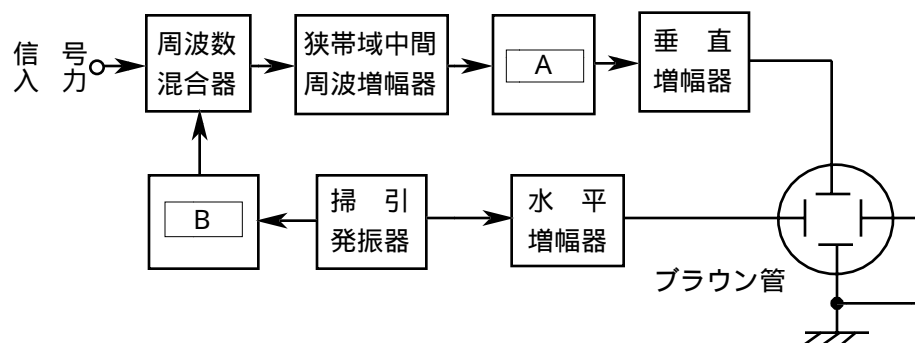 信　号
入　力
周波数
混合器
狭帯域中間
周波増幅器
A
垂　直
増幅器
B
掃　引
発振器
水　平
増幅器
ブラウン管